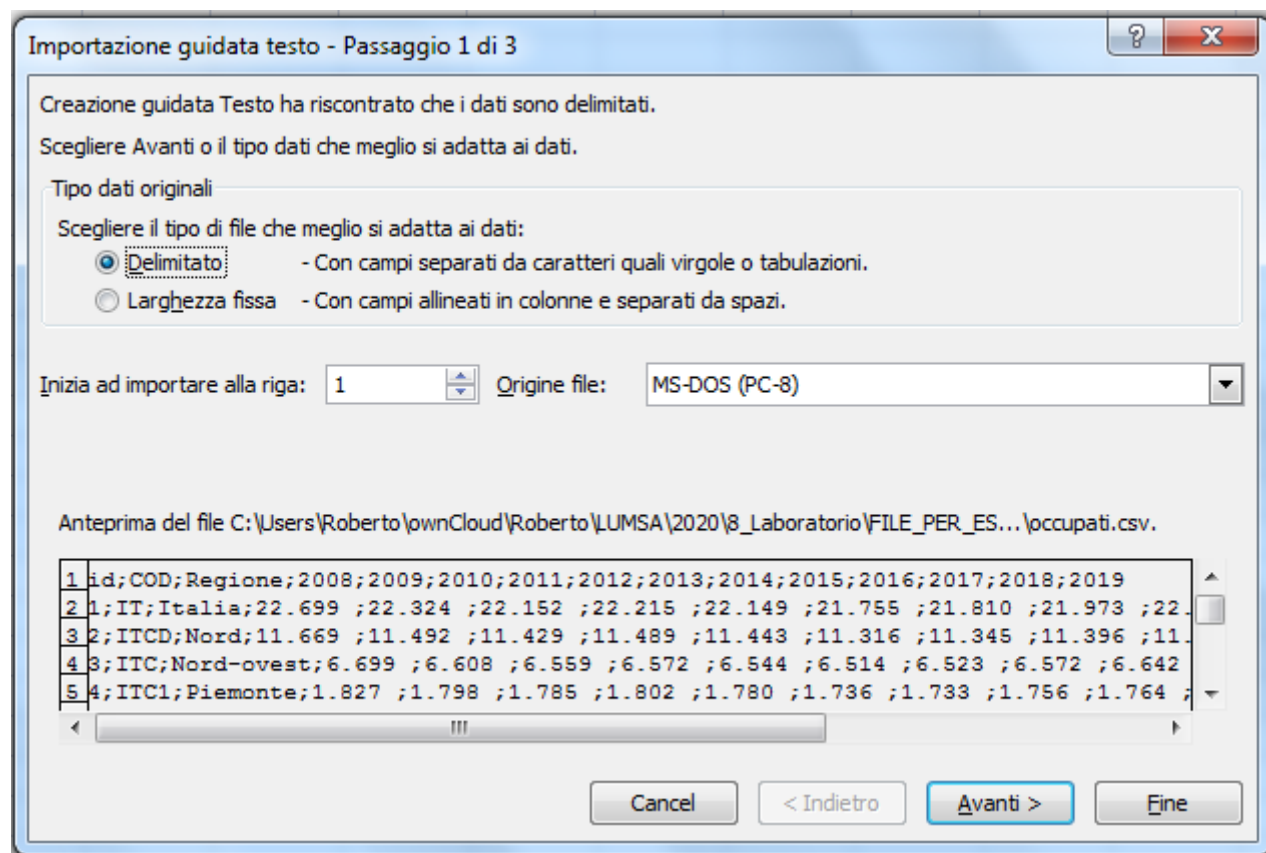 Importazione guidata testo - Passaggio 1 di 3
Creazione guidata Testo ha riscontrato che i dati sono delimitati.
Scegliere Avanti o il tipo dati che meglio si adatta ai dati.
Tipo dati originali
Scegliere il tipo di file che meglio si adatta ai dati:
Delimitato - Con campi separati da caratteri quali virgole o tabulazioni.
Larghezza fissa - Con campi allineati in colonne e separati da spazi.
Inizia ad importare alla riga: 1 Origine file: MS-DOS (PC-8)
Anteprima del file C:\Users\Roberto\ownCloud\Roberto\LUMSA\2020\8_Laboratorio\FILE_PER_ES...\occupati.csv.
1 id;COD;Regione;2008;2009;2010;2011;2012;2013;2014;2015;2016;2017;2018;2019
2 1;IT;Italia;22.699 ;22.324 ;22.152 ;22.215 ;22.149 ;21.755 ;21.810 ;21.973 ;22.
3 2;ITCD;Nord;11.669 ;11.492 ;11.429 ;11.489 ;11.443 ;11.316 ;11.345 ;11.396 ;11.
4 3;ITC;Nord-ovest;6.699 ;6.608 ;6.559 ;6.572 ;6.544 ;6.514 ;6.523 ;6.572 ;6.642
5 4;ITC1;Piemonte;1.827 ;1.798 ;1.785 ;1.802 ;1.780 ;1.736 ;1.733 ;1.756 ;1.764 ;
Cancel < Indietro Avanti > Fine